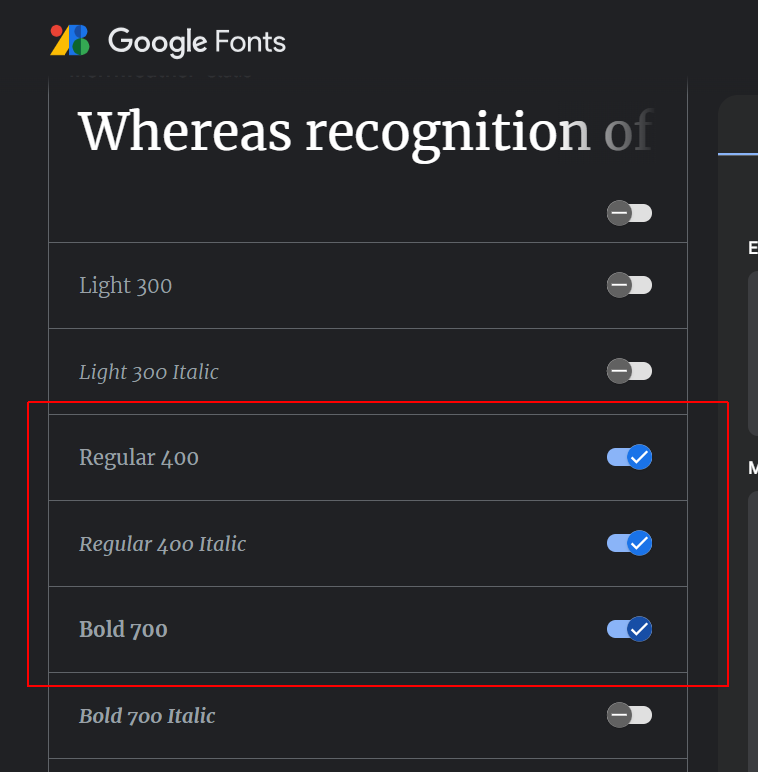 Google Fonts
Whereas recognition of
Light 300
Light 300 Italic
Regular 400
Regular 400 Italic
Bold 700
Bold 700 Italic